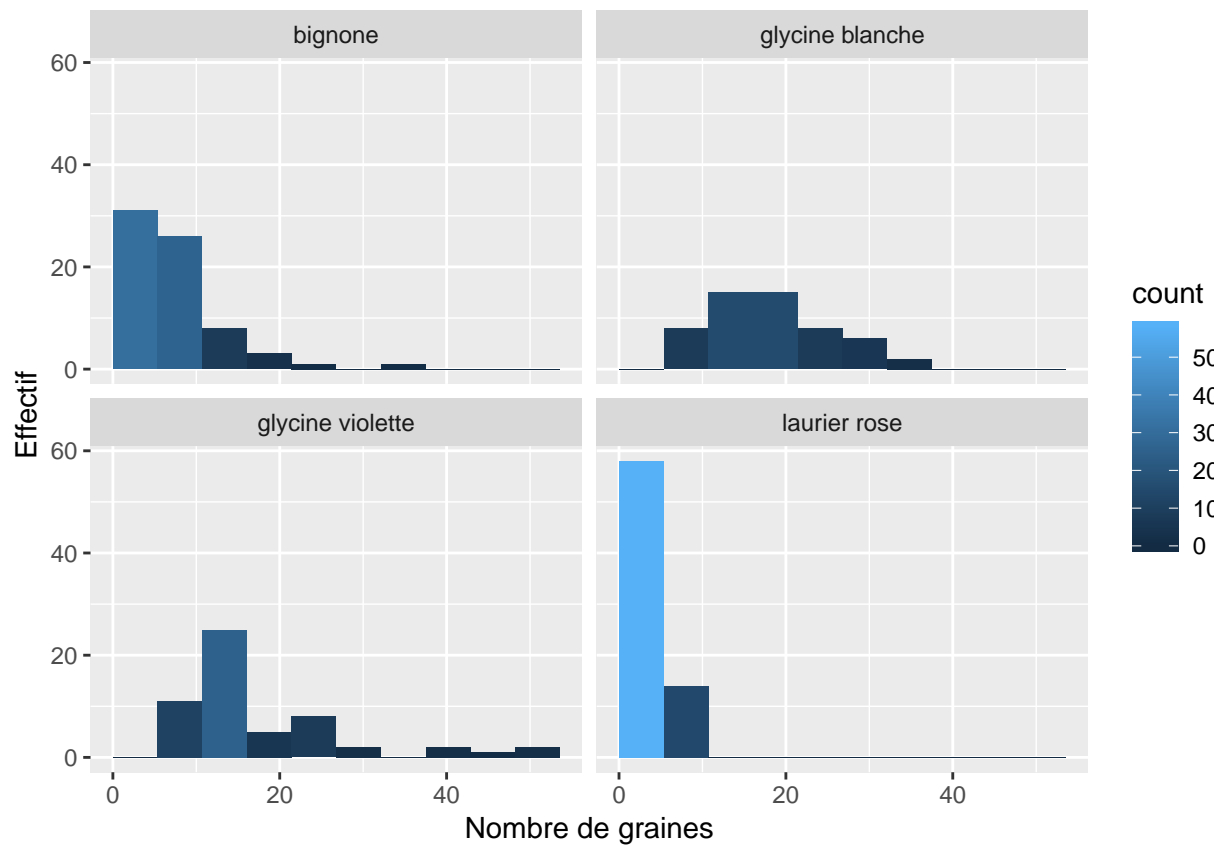 bignone
glycine blanche
60
40
20
0
Effectif
glycine violette
laurier rose
60
40
20
0
0
20
40
0
20
40
Nombre de graines
count
50
40
30
20
10
0